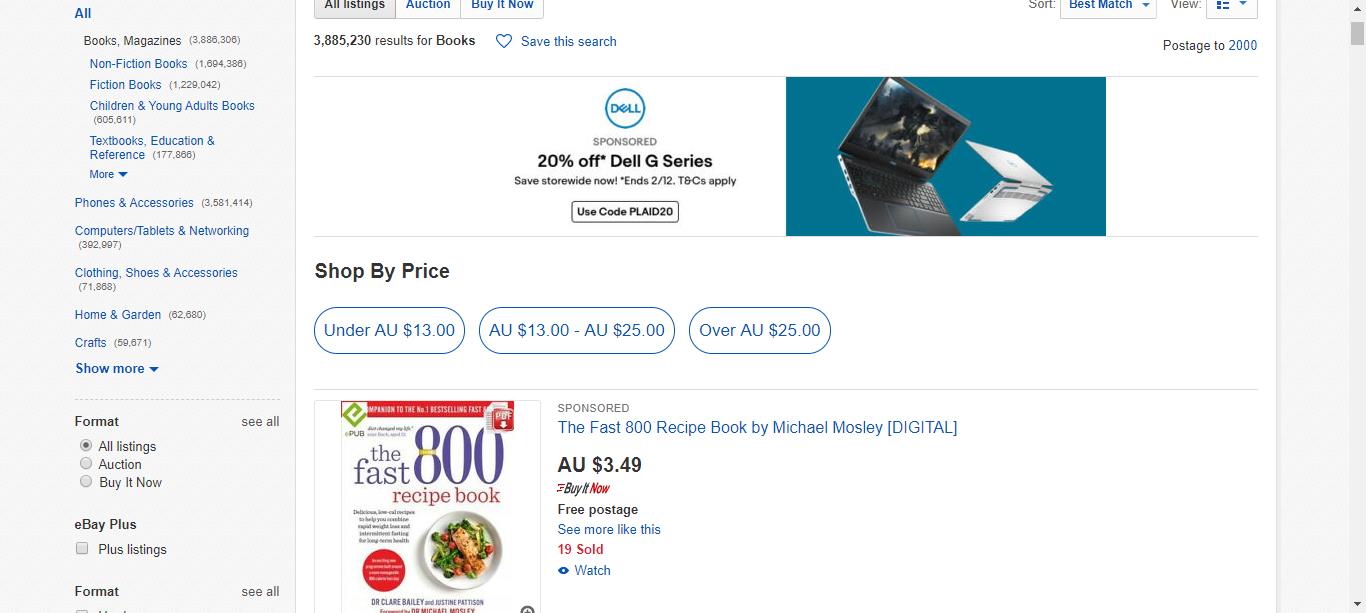 All
Books, Magazines (3,886,306)
Non-Fiction Books (1,694,386)
Fiction Books (1,229,042)
Children & Young Adults Books
(605,611)
Textbooks, Education &
Reference (177,866)
More
Phones & Accessories (3,581,414)
Computers/Tablets & Networking
(392,997)
Clothing, Shoes & Accessories
(71,868)
Home & Garden (62,680)
Crafts (59,671)
Show more
Format see all
All listings
Auction
Buy It Now
eBay Plus
Plus listings
Format see all
All listings Auction Buy It Now Sort: Best Match View:
3,885,230 results for Books Save this search
Postage to 2000
DELL
SPONSORED
20% off* Dell G Series
Save storewide now! *Ends 2/12. T&Cs apply
Use Code PLAID20
Shop By Price
Under AU $13.00 AU $13.00 - AU $25.00 Over AU $25.00
MPANION TO THE No.1 BESTSELLING FAST
PDF
ePUB
diet changed my life."
the
fast 800
recipe book
Delicious, low-carb recipes
to help you combine
rapid weight loss and
intermittent fasting
for long-term health
DR CLARE BAILEY and JUSTINE PATTISON
Foreword by DR MICHAEL MOSLEY
SPONSORED
The Fast 800 Recipe Book by Michael Mosley [DIGITAL]
AU $3.49
Buy It Now
Free postage
See more like this
19 Sold
Watch